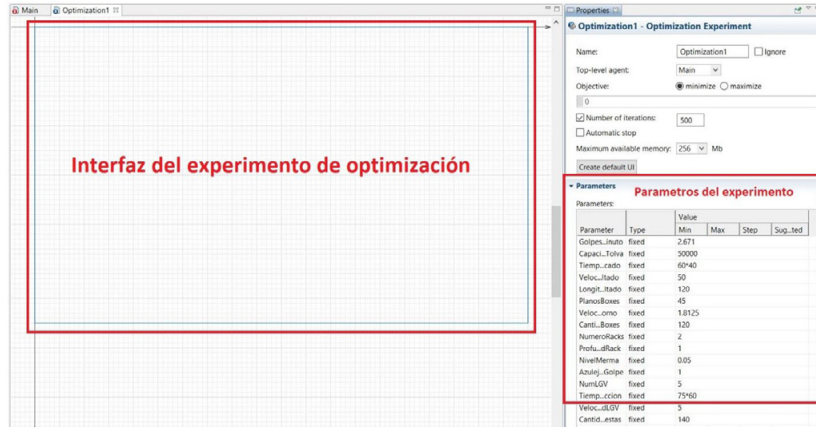 Main
Optimization1
Properties
Optimization1 - Optimization Experiment
Name:
Optimization1
Ignore
Top-level agent:
Main
Objective:
minimize
maximize
0
Number of iterations:
500
Automatic stop
Maximum available memory:
256
Mb
Create default UI
Interfaz del experimento de optimización
Parameters
Parametros del experimento
Parameters:
Value
Parameter Type Min Max Step Sug...ted
Golpes...inuto fixed 2.671
Capaci...Tolva fixed 50000
Tiemp...cado fixed 60*40
Veloc...ltado fixed 50
Longit...ltado fixed 120
PlanosBoxes fixed 45
Veloc...orno fixed 1.8125
Canti...Boxes fixed 120
NumeroRacks fixed 2
Profu...dRack fixed 1
NivelMerma fixed 0.05
Azulej...Golpe fixed 1
NumLGV fixed 5
Tiemp...ccion fixed 75*60
Veloc...dLGV fixed 5
Cantid...estas fixed 140